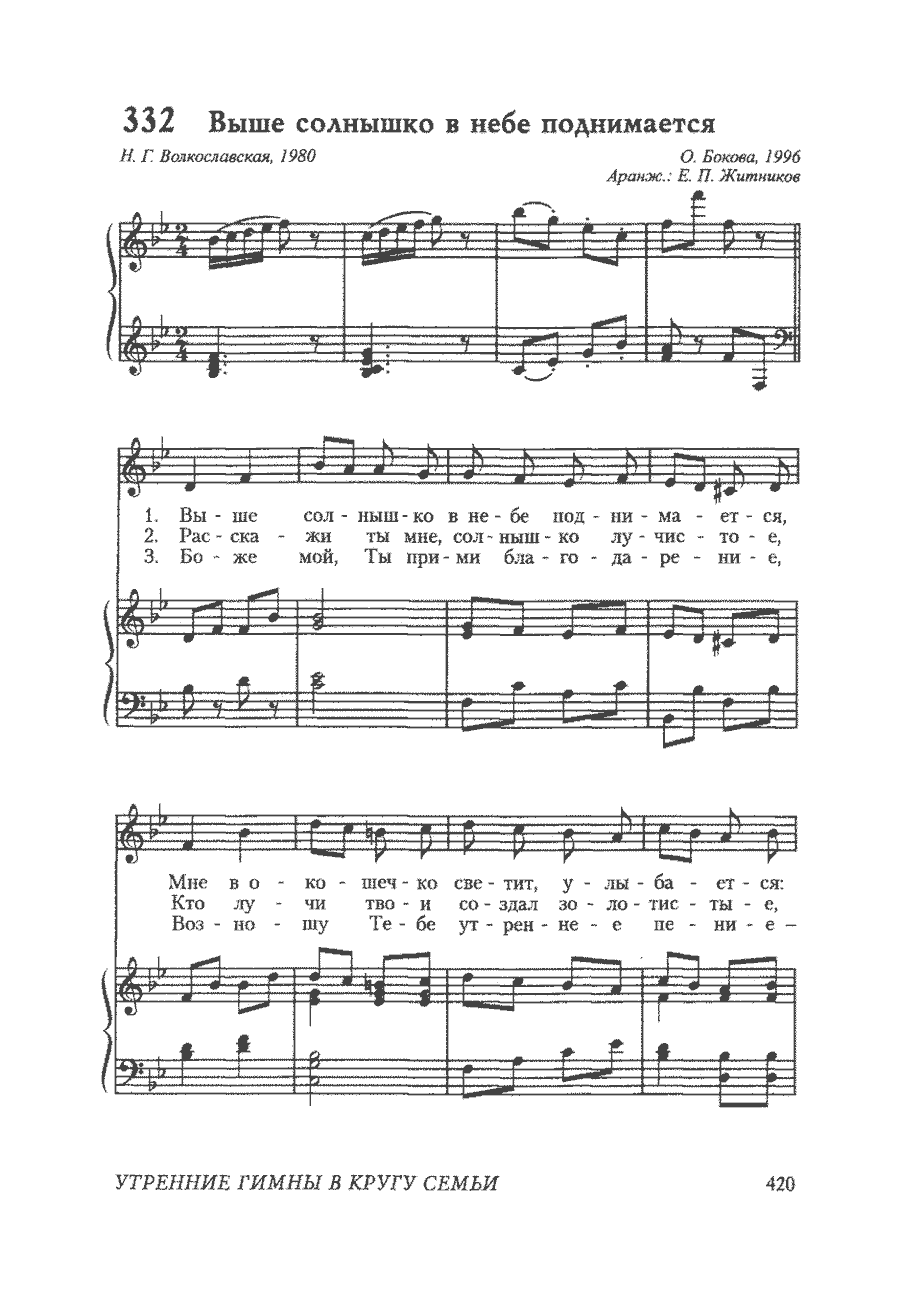 332 Выше солнышко в небе поднимается
Н. Г. Волкославская, 1980
О. Бокова, 1996
Аранж.: Е. П. Житников
2
4
2
4
1. Вы - ше сол - ныш - ко в не - бе под - ни - ма - ет - ся,
2. Рас - ска - жи ты мне, сол - ныш - ко лу - чис - то - е,
3. Бо - же мой, Ты при - ми бла - го - да - ре - ни - е,
Мне в о - ко - шеч - ко све - тит, у - лы - ба - ет - ся:
Кто лу - чи тво - и со - здал зо - ло - тис - ты - е,
Воз - но - шу Те - бе ут - рен - не - е пе - ни - е –
УТРЕННИЕ ГИМНЫ В КРУГУ СЕМЬИ 420